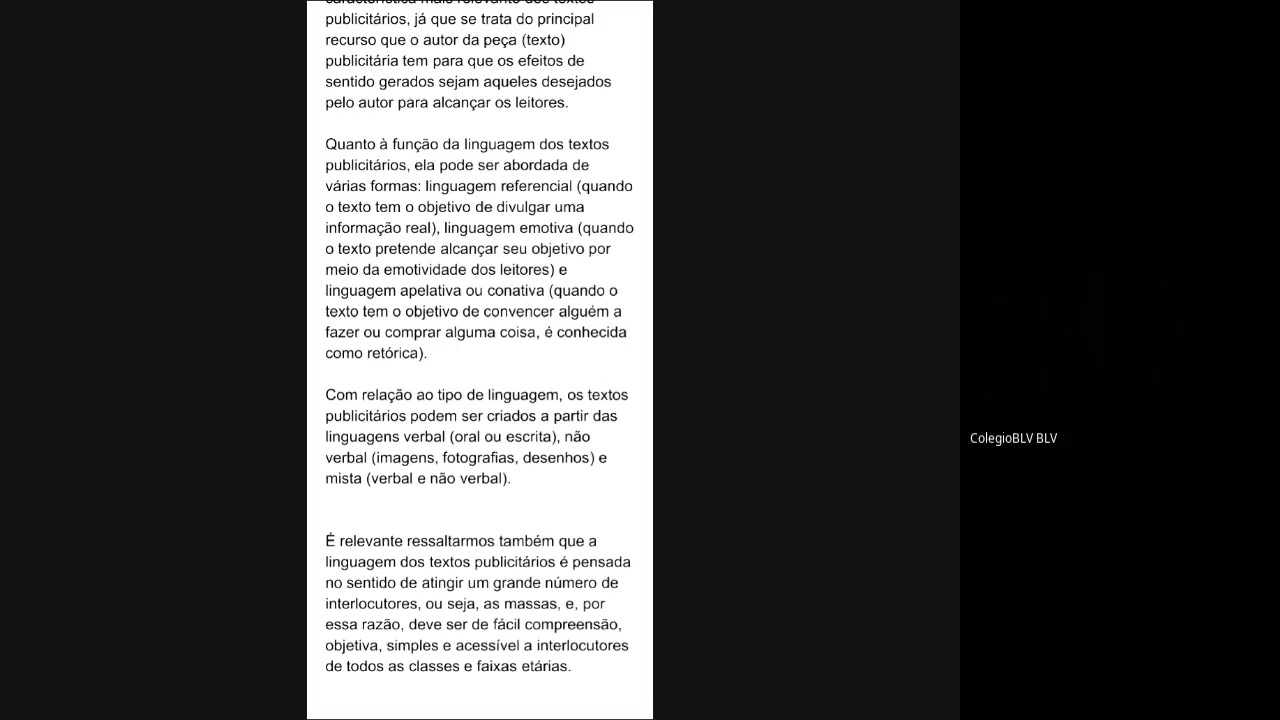 característica mais relevante dos textos
publicitários, já que se trata do principal
recurso que o autor da peça (texto)
publicitária tem para que os efeitos de
sentido gerados sejam aqueles desejados
pelo autor para alcançar os leitores.
Quanto à função da linguagem dos textos
publicitários, ela pode ser abordada de
várias formas: linguagem referencial (quando
o texto tem o objetivo de divulgar uma
informação real), linguagem emotiva (quando
o texto pretende alcançar seu objetivo por
meio da emotividade dos leitores) e
linguagem apelativa ou conativa (quando o
texto tem o objetivo de convencer alguém a
fazer ou comprar alguma coisa, é conhecida
como retórica).
Com relação ao tipo de linguagem, os textos
publicitários podem ser criados a partir das
linguagens verbal (oral ou escrita), não
verbal (imagens, fotografias, desenhos) e
mista (verbal e não verbal).
É relevante ressaltarmos também que a
linguagem dos textos publicitários é pensada
no sentido de atingir um grande número de
interlocutores, ou seja, as massas, e, por
essa razão, deve ser de fácil compreensão,
objetiva, simples e acessível a interlocutores
de todos as classes e faixas etárias.
ColegioBLV BLV